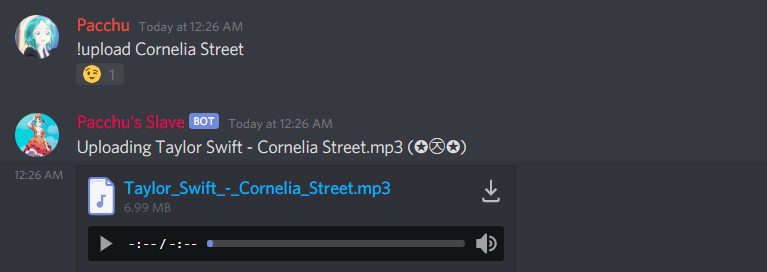 Pacchu Today at 12:26 AM
!upload Cornelia Street
1
Pacchu's Slave BOT Today at 12:26 AM
Uploading Taylor Swift - Cornelia Street.mp3 (✪㉨✪)
12:26 AM
Taylor_Swift_-_Cornelia_Street.mp3
6.99 MB
-:-- / -:--